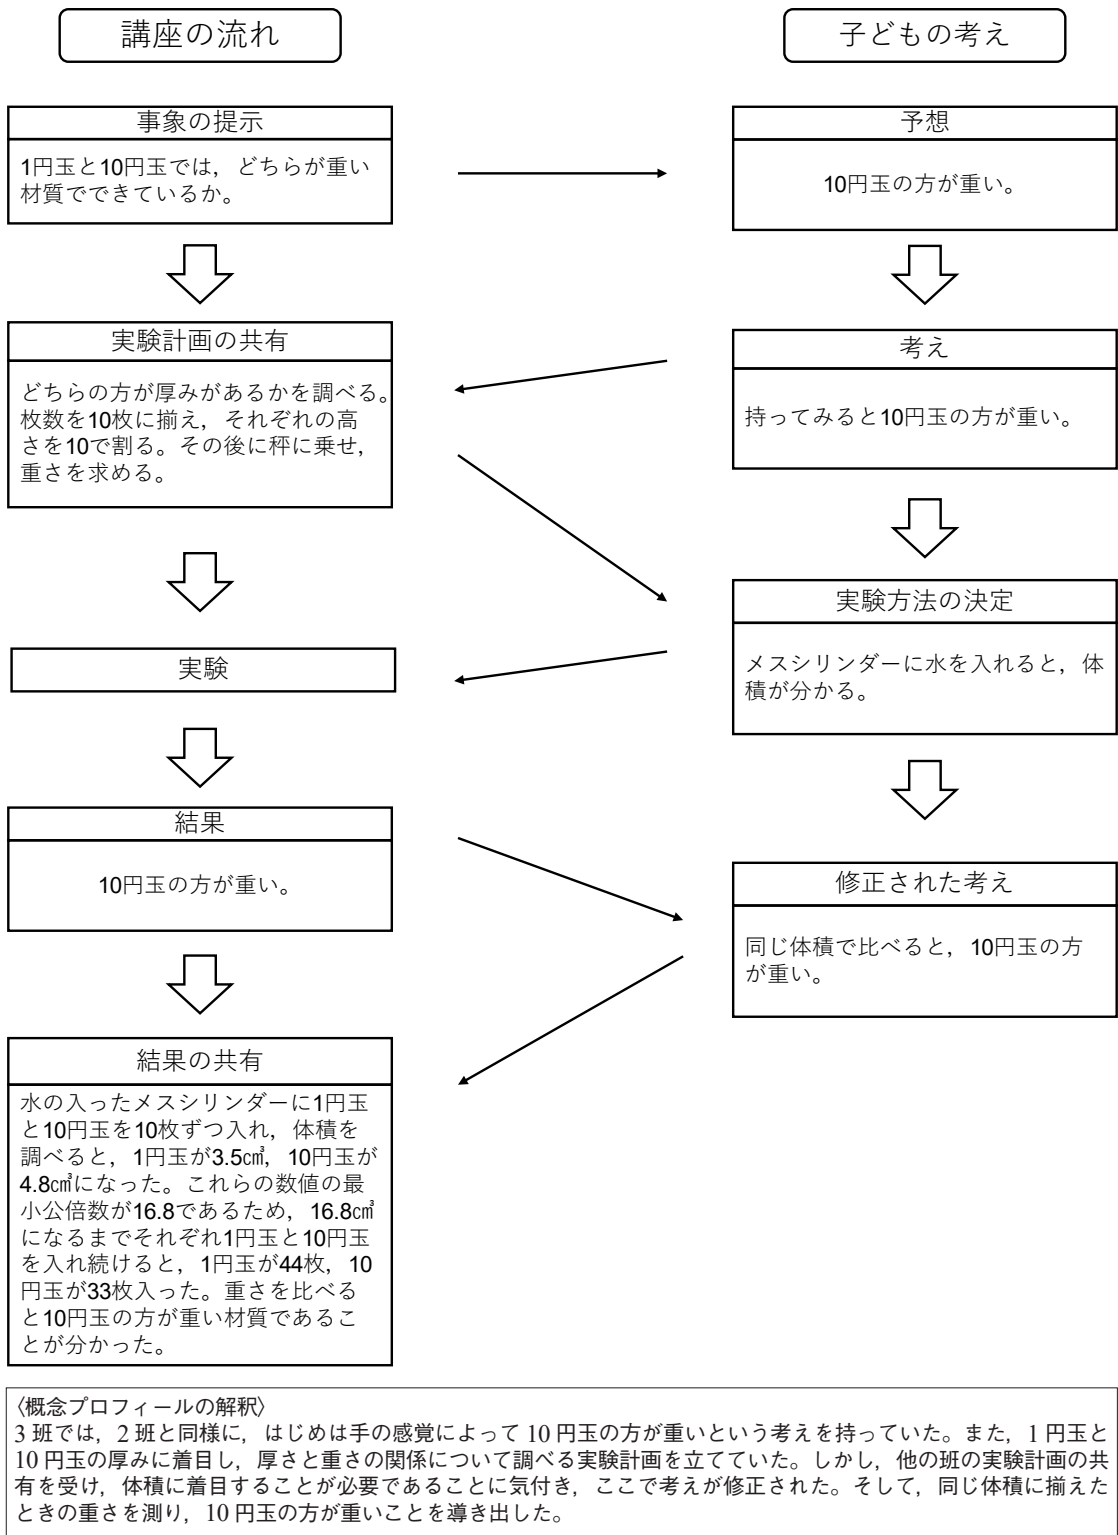 講座の流れ
子どもの考え
事象の提示
1円玉と10円玉では，どちらが重い
材質でできているか。
予想
10円玉の方が重い。
実験計画の共有
どちらの方が厚みがあるかを調べる。
枚数を10枚に揃え，それぞれの高
さを10で割る。その後に秤に乗せ，
重さを求める。
考え
持ってみると10円玉の方が重い。
実験方法の決定
メスシリンダーに水を入れると，体
積が分かる。
実験
結果
10円玉の方が重い。
修正された考え
同じ体積で比べると，10円玉の方
が重い。
結果の共有
水の入ったメスシリンダーに1円玉
と10円玉を10枚ずつ入れ，体積を
調べると，1円玉が3.5㎤，10円玉が
4.8㎤になった。これらの数値の最
小公倍数が16.8であるため，16.8㎤
になるまでそれぞれ1円玉と10円玉
を入れ続けると，1円玉が44枚，10
円玉が33枚入った。重さを比べる
と10円玉の方が重い材質であるこ
とが分かった。
〈概念プロフィールの解釈〉
3班では，2班と同様に，はじめは手の感覚によって10円玉の方が重いという考えを持っていた。また，1円玉と
10円玉の厚みに着目し，厚さと重さの関係について調べる実験計画を立てていた。しかし，他の班の実験計画の共
有を受け，体積に着目することが必要であることに気付き，ここで考えが修正された。そして，同じ体積に揃えた
ときの重さを測り，10円玉の方が重いことを導き出した。